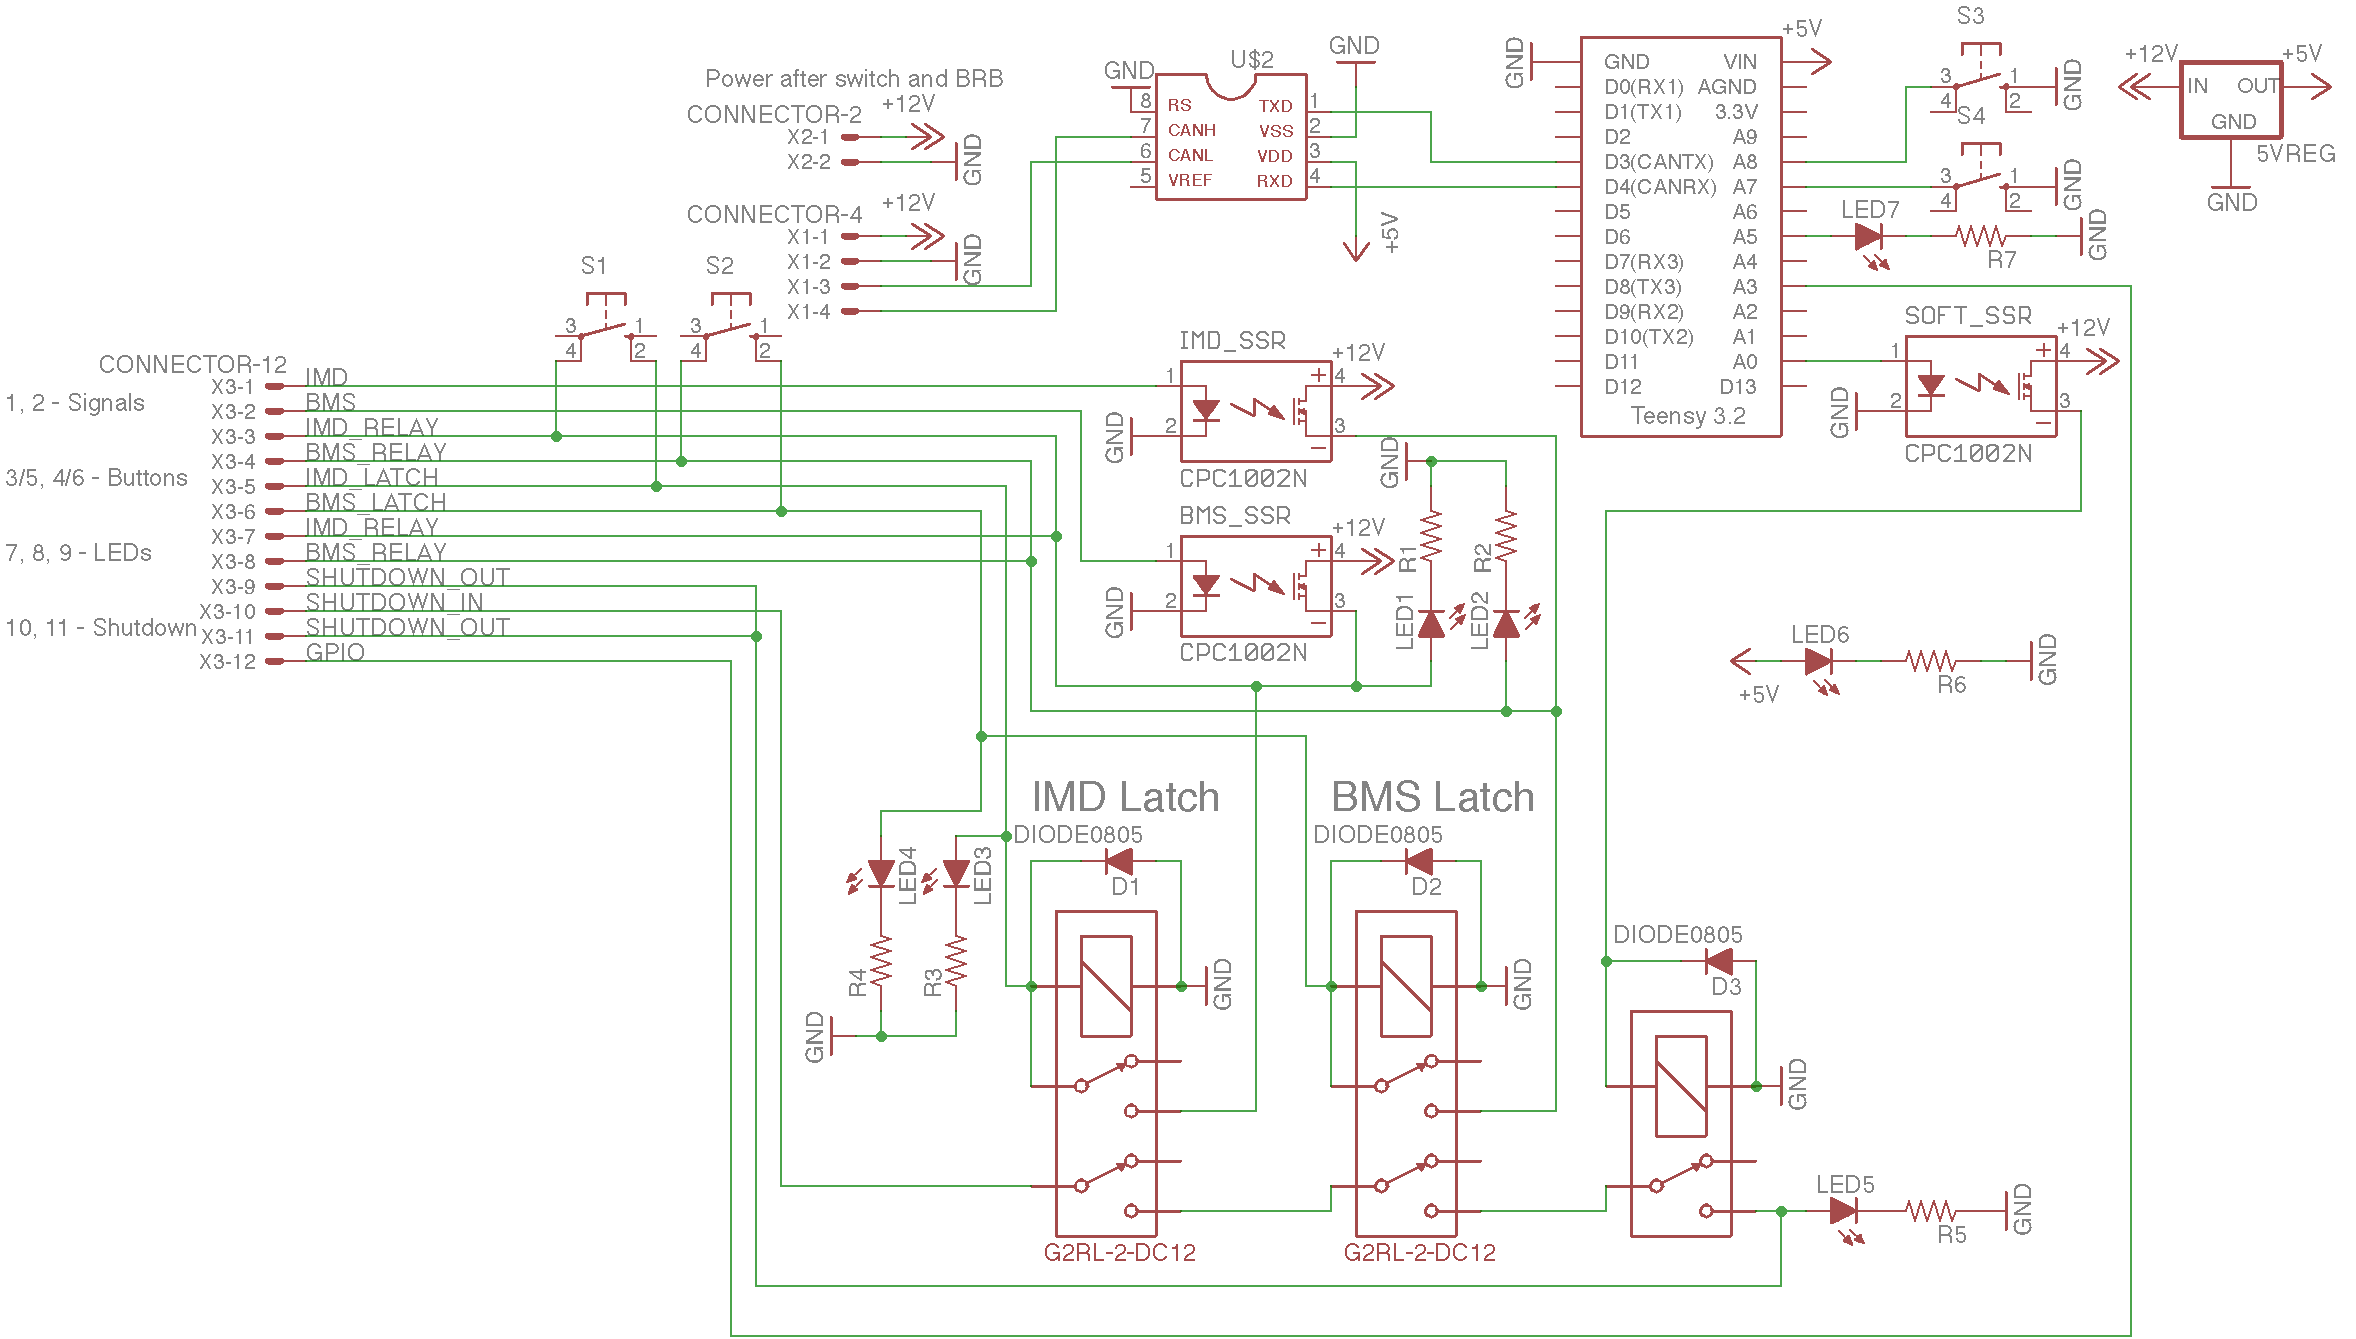 Power after switch and BRB
CONNECTOR-2
+12V
X2-1
X2-2
GND
CONNECTOR-4
+12V
X1-1
X1-2
X1-3
X1-4
GND
U$2
GND
GND
8 RS TXD 1
7 CANH VSS 2
6 CANL VDD 3
5 VREF RXD 4
+5V
GND
+5V
GND VIN
D0(RX1) AGND
D1(TX1) 3.3V
D2 A9
D3(CANTX) A8
D4(CANRX) A7
D5 A6
D6 A5
D7(RX3) A4
D8(TX3) A3
D9(RX2) A2
D10(TX2) A1
D11 A0
D12 D13
Teensy 3.2
S3
3 1
4 2
GND
S4
3 1
4 2
GND
LED7
R7
GND
+12V
+5V
IN OUT
GND
5VREG
GND
S1
3 1
4 2
S2
3 1
4 2
CONNECTOR-12
X3-1 IMD
1, 2 - Signals
X3-2 BMS
X3-3 IMD_RELAY
X3-4 BMS_RELAY
3/5, 4/6 - Buttons
X3-5 IMD_LATCH
X3-6 BMS_LATCH
X3-7 IMD_RELAY
7, 8, 9 - LEDs
X3-8 BMS_RELAY
X3-9 SHUTDOWN_OUT
X3-10 SHUTDOWN_IN
10, 11 - Shutdown
X3-11 SHUTDOWN_OUT
X3-12 GPIO
IMD_SSR
+12V
1 + 4
2 − 3
GND
CPC1002N
BMS_SSR
+12V
1 + 4
2 − 3
GND
CPC1002N
GND
R1
R2
LED1
LED2
SOFT_SSR
+12V
1 + 4
2 − 3
GND
CPC1002N
LED6
+5V
R6
GND
IMD Latch
DIODE0805
D1
GND
G2RL-2-DC12
BMS Latch
DIODE0805
D2
GND
G2RL-2-DC12
LED4
LED3
R4
R3
GND
DIODE0805
D3
GND
LED5
R5
GND